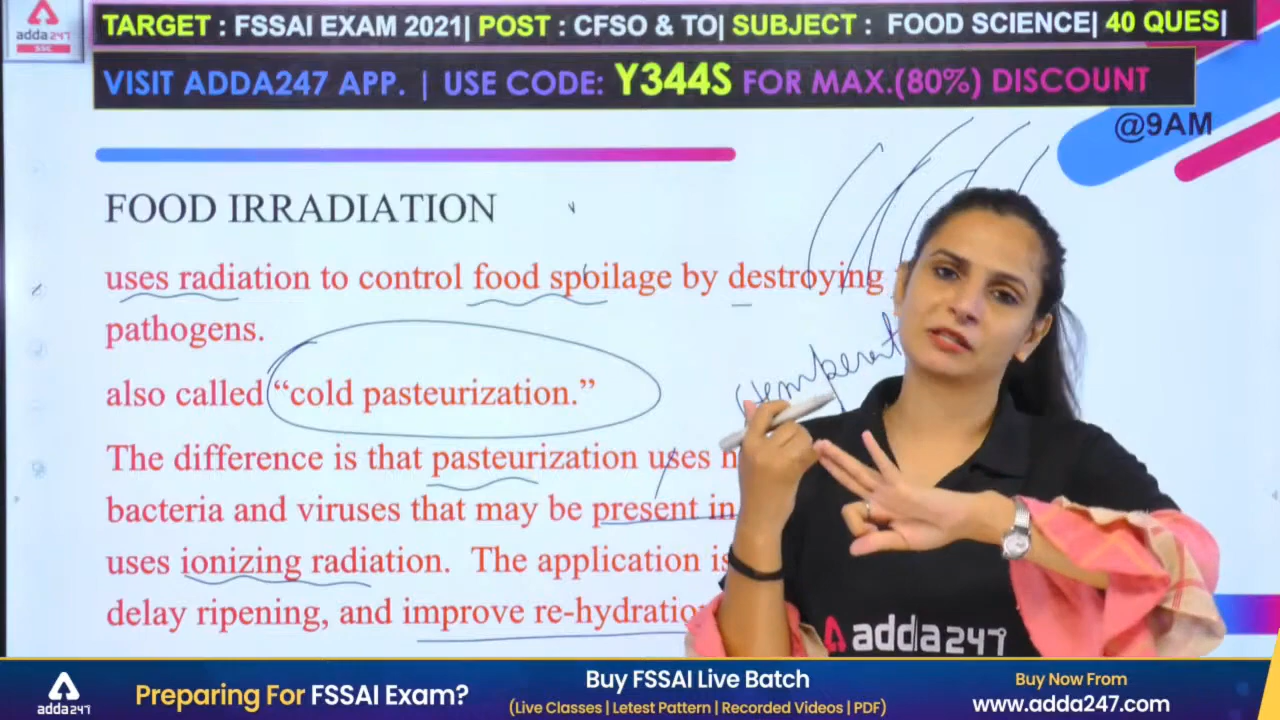 adda247
SSC
TARGET : FSSAI EXAM 2021| POST : CFSO & TO| SUBJECT : FOOD SCIENCE| 40 QUES|
VISIT ADDA247 APP. | USE CODE: Y344S FOR MAX.(80%) DISCOUNT
@9AM
FOOD IRRADIATION
uses radiation to control food spoilage by destroying
pathogens.
also called “cold pasteurization.”
The difference is that pasteurization uses
bacteria and viruses that may be present in
uses ionizing radiation. The application is
delay ripening, and improve re-hydratio
adda247
adda247
Preparing For FSSAI Exam?
Buy FSSAI Live Batch
(Live Classes | Letest Pattern | Recorded Videos | PDF)
Buy Now From
www.adda247.com